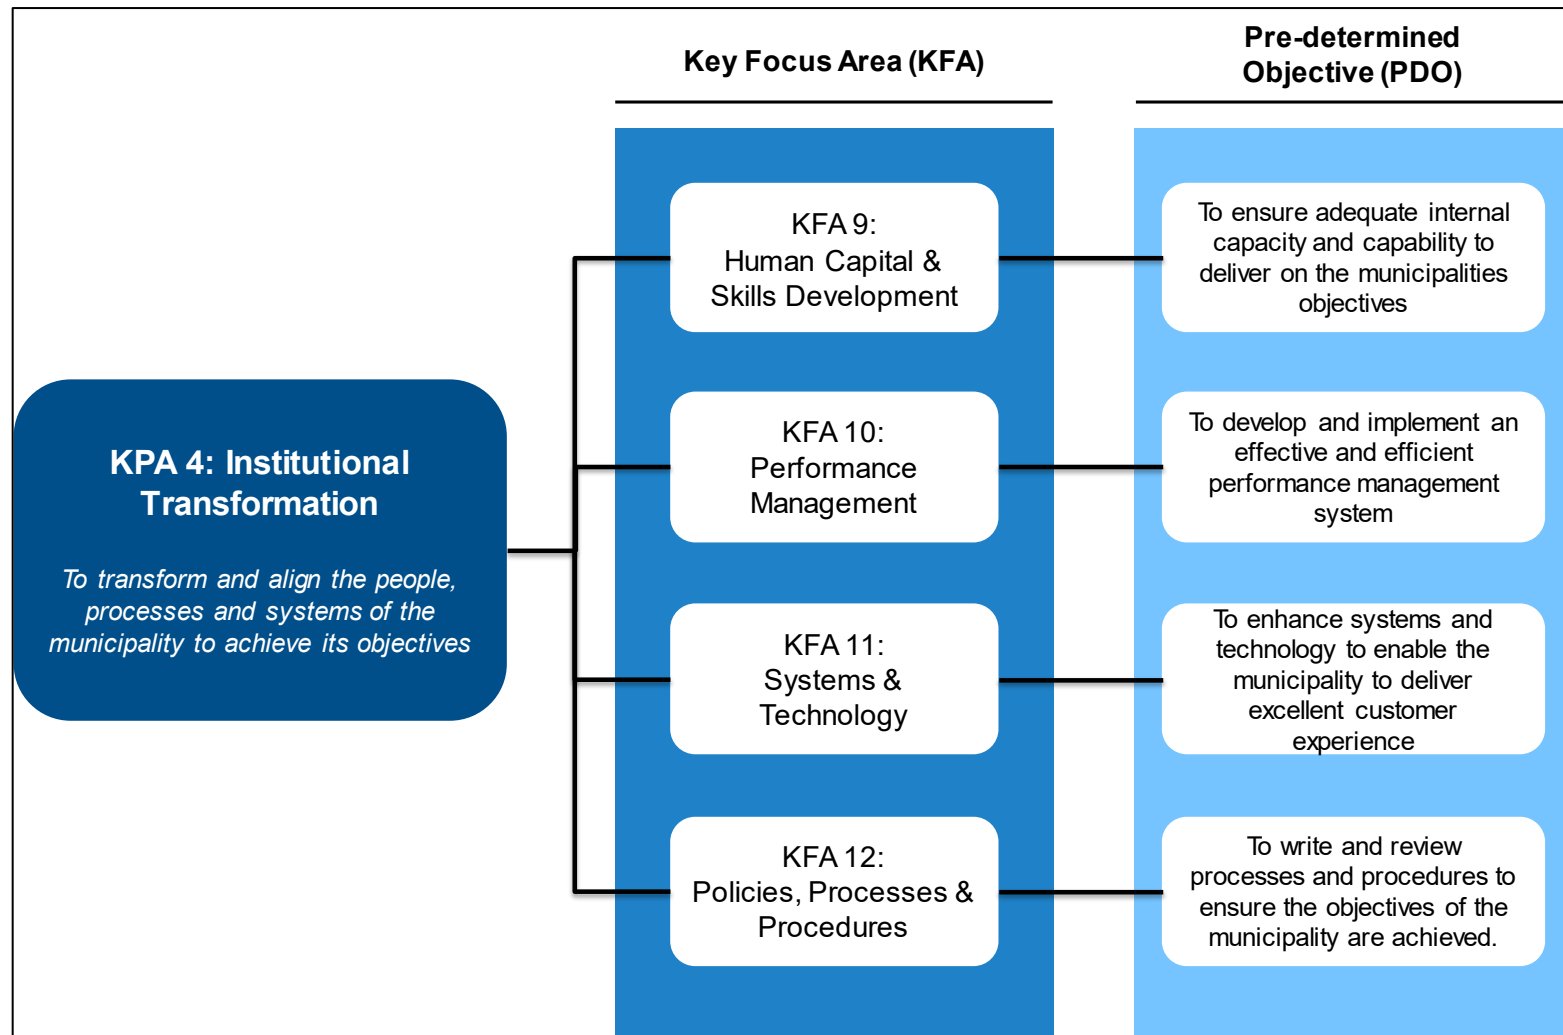 Key Focus Area (KFA)
Pre-determined
Objective (PDO)
KPA 4: Institutional
Transformation
To transform and align the people,
processes and systems of the
municipality to achieve its objectives
KFA 9:
Human Capital &
Skills Development
To ensure adequate internal
capacity and capability to
deliver on the municipalities
objectives
KFA 10:
Performance
Management
To develop and implement an
effective and efficient
performance management
system
KFA 11:
Systems &
Technology
To enhance systems and
technology to enable the
municipality to deliver
excellent customer
experience
KFA 12:
Policies, Processes &
Procedures
To write and review
processes and procedures to
ensure the objectives of the
municipality are achieved.